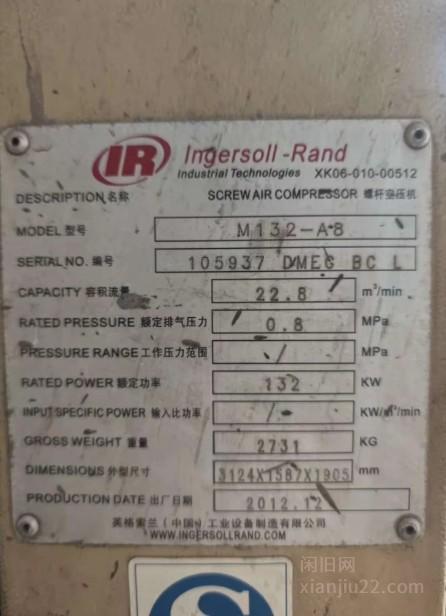 IR Ingersoll-Rand
Industrial Technologies XK06-010-00512
DESCRIPTION 名称 SCREW AIR COMPRESSOR 螺杆空压机
MODEL 型号 M132-A8
SERIAL NO. 编号 105937 DMEC BC L
CAPACITY 容积流量 22.8 m³/min
RATED PRESSURE 额定排气压力 0.8 MPa
PRESSURE RANGE 工作压力范围 / MPa
RATED POWER 额定功率 132 KW
INPUT SPECIFIC POWER 输入比功率 / KW/m³/min
GROSS WEIGHT 重量 2731 KG
DIMENSIONS 外型尺寸 3124X1587X1905 mm
PRODUCTION DATE 出厂日期 2012.12
英格索兰（中国）工业设备制造有限公司
WWW.INGERSOLLRAND.COM
闲旧网
xianjiu22.com